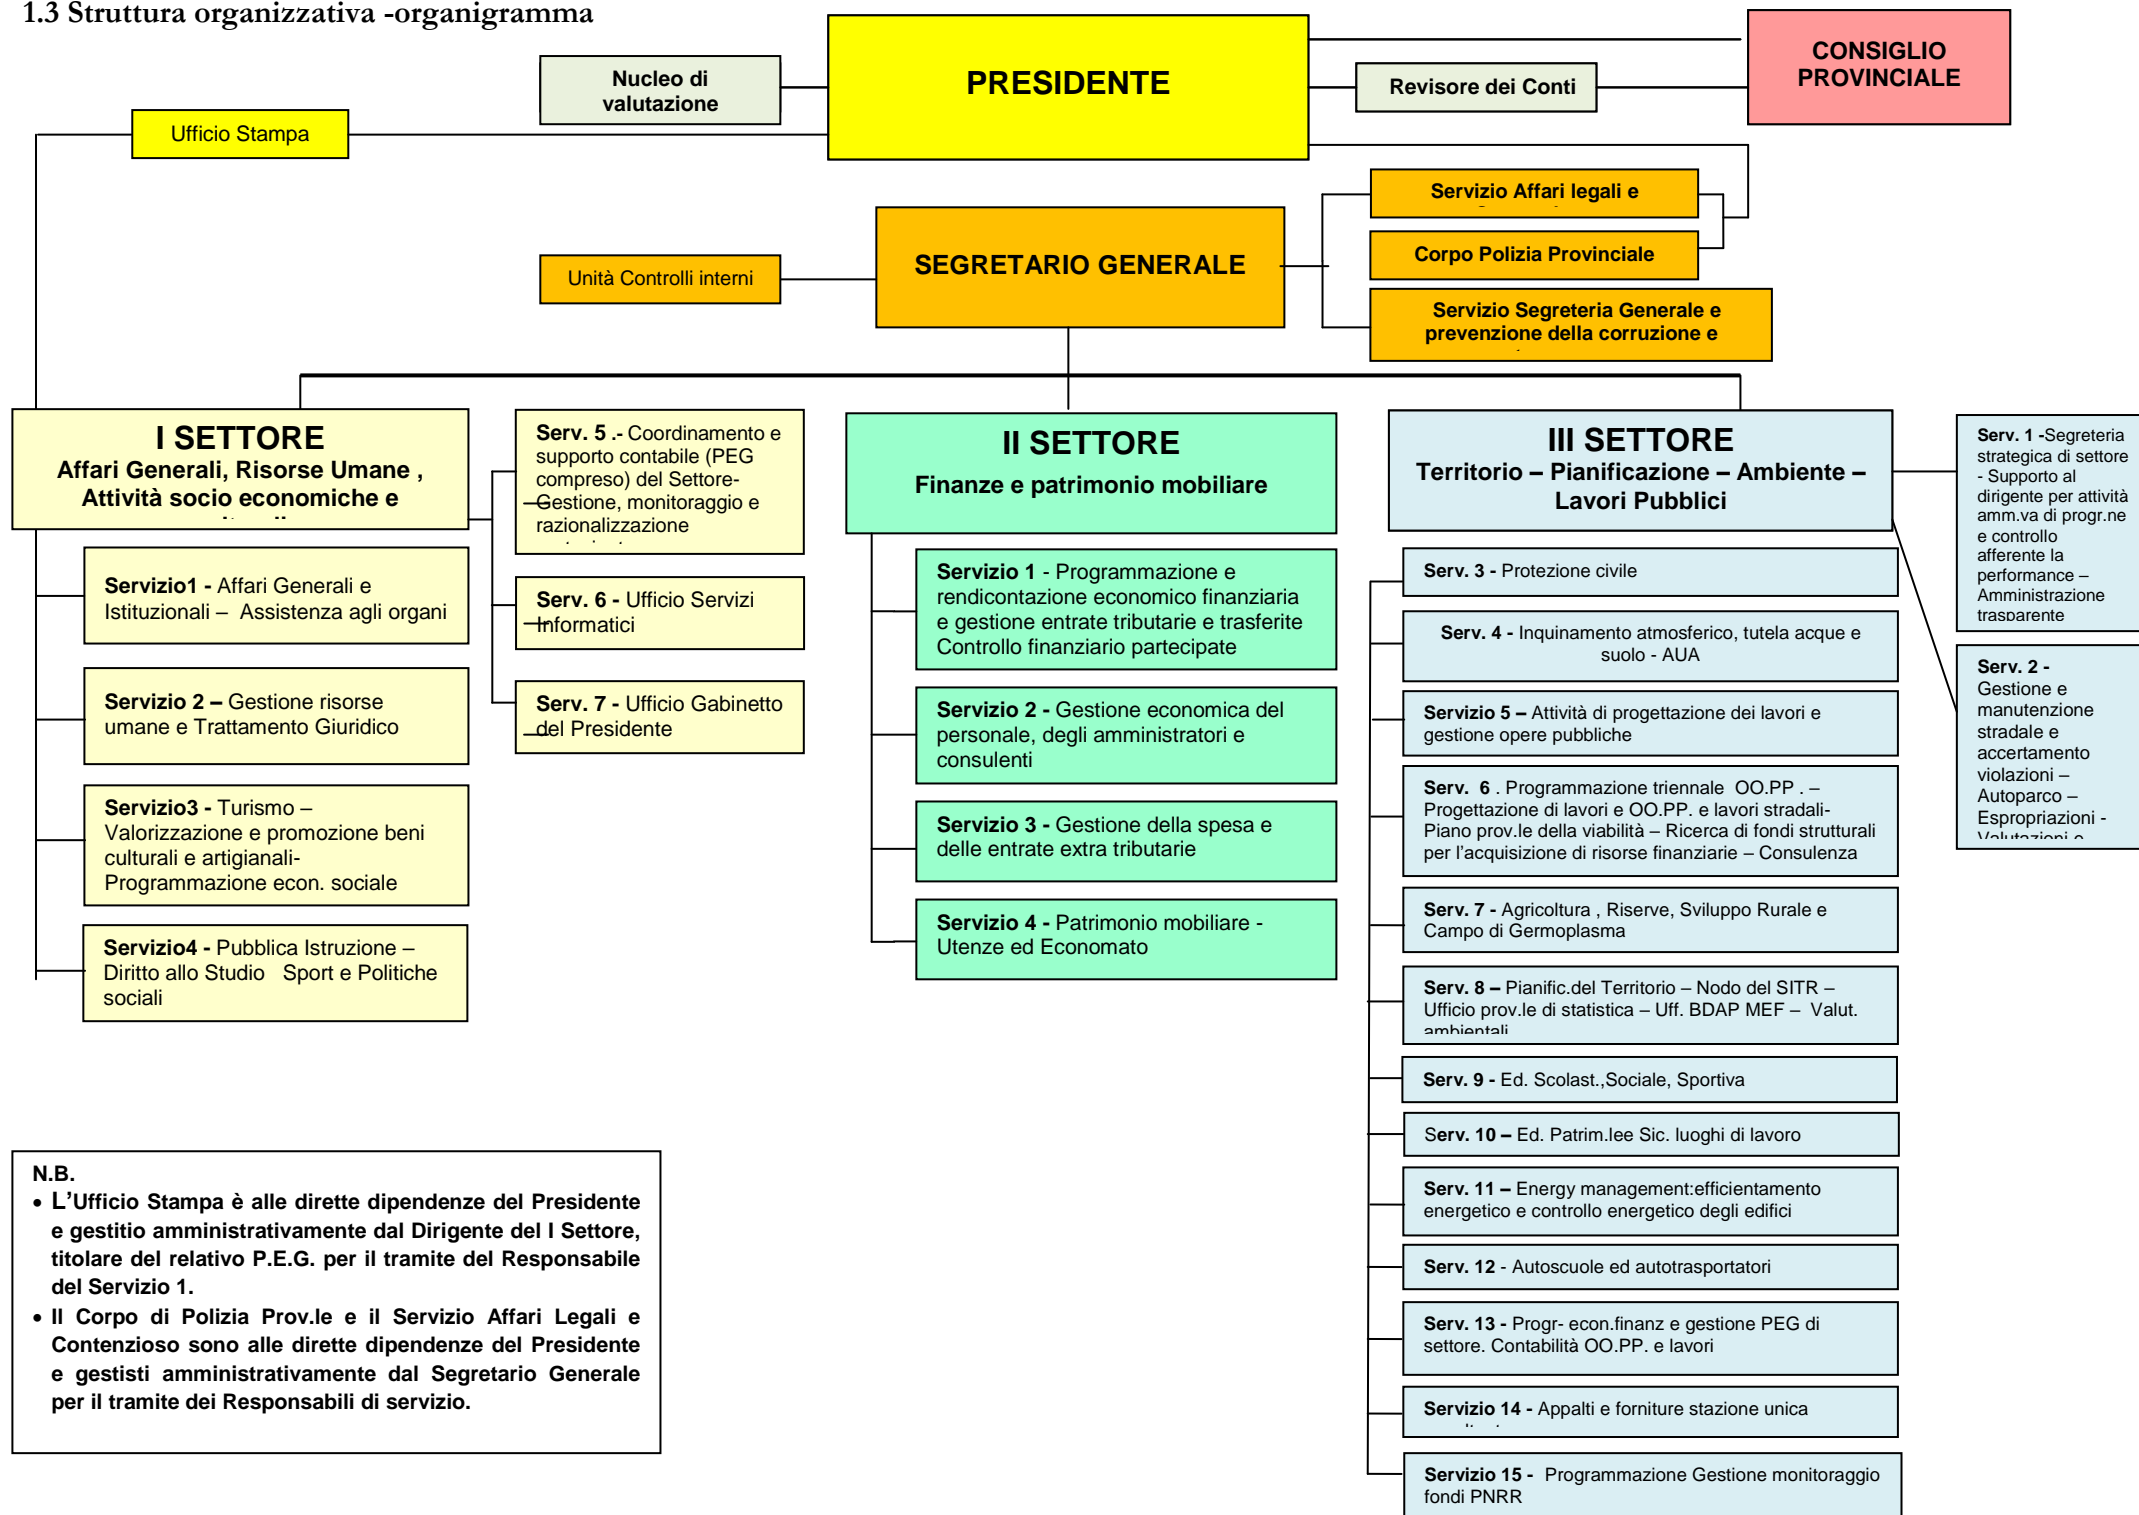 1.3 Struttura organizzativa -organigramma
PRESIDENTE
CONSIGLIO
PROVINCIALE
Nucleo di
valutazione
Revisore dei Conti
Ufficio Stampa
Servizio Affari legali e
SEGRETARIO GENERALE
Corpo Polizia Provinciale
Unità Controlli interni
Servizio Segreteria Generale e
prevenzione della corruzione e
I SETTORE
Affari Generali, Risorse Umane ,
Attività socio economiche e
Servizio1 - Affari Generali e
Istituzionali – Assistenza agli organi
Servizio 2 – Gestione risorse
umane e Trattamento Giuridico
Servizio3 - Turismo –
Valorizzazione e promozione beni
culturali e artigianali-
Programmazione econ. sociale
Servizio4 - Pubblica Istruzione –
Diritto allo Studio Sport e Politiche
sociali
Serv. 5 .- Coordinamento e
supporto contabile (PEG
compreso) del Settore-
Gestione, monitoraggio e
razionalizzazione
Serv. 6 - Ufficio Servizi
Informatici
Serv. 7 - Ufficio Gabinetto
del Presidente
II SETTORE
Finanze e patrimonio mobiliare
Servizio 1 - Programmazione e
rendicontazione economico finanziaria
e gestione entrate tributarie e trasferite
Controllo finanziario partecipate
Servizio 2 - Gestione economica del
personale, degli amministratori e
consulenti
Servizio 3 - Gestione della spesa e
delle entrate extra tributarie
Servizio 4 - Patrimonio mobiliare -
Utenze ed Economato
III SETTORE
Territorio – Pianificazione – Ambiente –
Lavori Pubblici
Serv. 1 -Segreteria
strategica di settore
- Supporto al
dirigente per attività
amm.va di progr.ne
e controllo
afferente la
performance –
Amministrazione
trasparente
Serv. 2 -
Gestione e
manutenzione
stradale e
accertamento
violazioni –
Autoparco –
Espropriazioni -
Valutazioni e
Serv. 3 - Protezione civile
Serv. 4 - Inquinamento atmosferico, tutela acque e
suolo - AUA
Servizio 5 – Attività di progettazione dei lavori e
gestione opere pubbliche
Serv. 6 . Programmazione triennale OO.PP . –
Progettazione di lavori e OO.PP. e lavori stradali-
Piano prov.le della viabilità – Ricerca di fondi strutturali
per l'acquisizione di risorse finanziarie – Consulenza
Serv. 7 - Agricoltura , Riserve, Sviluppo Rurale e
Campo di Germoplasma
Serv. 8 – Pianific.del Territorio – Nodo del SITR –
Ufficio prov.le di statistica – Uff. BDAP MEF – Valut.
ambientali
Serv. 9 - Ed. Scolast.,Sociale, Sportiva
Serv. 10 – Ed. Patrim.lee Sic. luoghi di lavoro
Serv. 11 – Energy management:efficientamento
energetico e controllo energetico degli edifici
Serv. 12 - Autoscuole ed autotrasportatori
Serv. 13 - Progr- econ.finanz e gestione PEG di
settore. Contabilità OO.PP. e lavori
Servizio 14 - Appalti e forniture stazione unica
Servizio 15 - Programmazione Gestione monitoraggio
fondi PNRR
N.B.
• L'Ufficio Stampa è alle dirette dipendenze del Presidente
e gestitio amministrativamente dal Dirigente del I Settore,
titolare del relativo P.E.G. per il tramite del Responsabile
del Servizio 1.
• Il Corpo di Polizia Prov.le e il Servizio Affari Legali e
Contenzioso sono alle dirette dipendenze del Presidente
e gestisti amministrativamente dal Segretario Generale
per il tramite dei Responsabili di servizio.